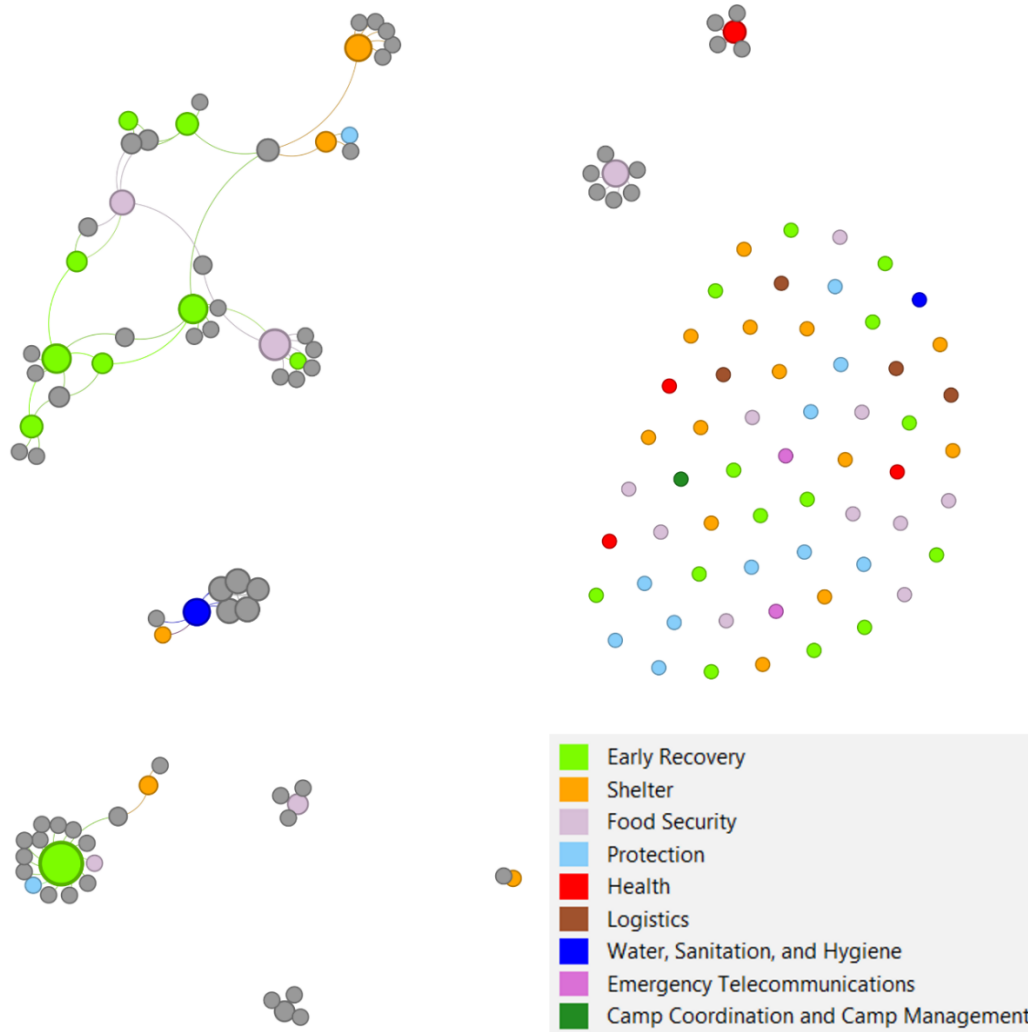 Early Recovery
Shelter
Food Security
Protection
Health
Logistics
Water, Sanitation, and Hygiene
Emergency Telecommunications
Camp Coordination and Camp Management